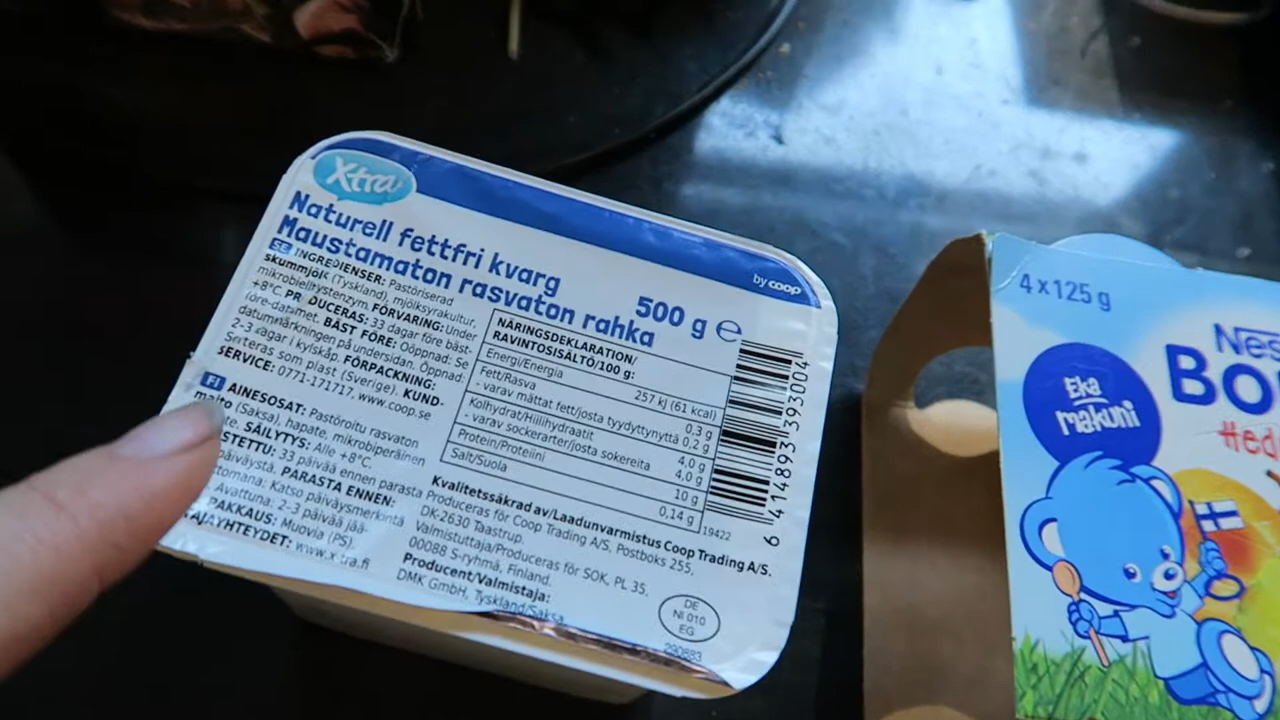 Xtra
by coop
Naturell fettfri kvarg
Maustamaton rasvaton rahka
500 g e
SE INGREDIENSER: Pastöriserad
skummjölk (Tyskland), mjölksyrakultur,
mikrobielltystenzym. FÖRVARING: Under
+8°C. PRODUCERAS: 33 dagar före bäst-
före-datumet. BÄST FÖRE: Oöppnad: Se
datummärkningen på undersidan. Öppnad:
2-3 dagar i kylskåp. FÖRPACKNING:
Sorteras som plast (Sverige). KUND-
SERVICE: 0771-171717, www.coop.se
FI AINESOSAT: Pastöroitu rasvaton
maito (Saksa), hapate, mikrobiperäinen
SÄILYTYS: Alle +8°C.
33 päivää ennen parasta
päiväystä. PARASTA ENNEN:
Katso päiväysmerkintä
Avattuna: 2-3 päivää jää-
PAKKAUS: Muovia (PS).
www.x-tra.fi
NÄRINGSDEKLARATION/
RAVINTOSISÄLTÖ/100 g:
Energi/Energia 257 kJ (61 kcal)
Fett/Rasva 0,3 g
- varav mättat fett/josta tyydyttynyttä 0,2 g
Kolhydrat/Hiilihydraatit 4,0 g
- varav sockerarter/josta sokereita 4,0 g
Protein/Proteiini 10 g
Salt/Suola 0,14 g
19422
6 414893 393004
Kvalitetssäkrad av/Laadunvarmistus Coop Trading A/S.
Produceras för Coop Trading A/S, Postboks 255,
DK-2630 Taastrup.
Valmistuttaja/Produceras för SOK, PL 35,
00088 S-ryhmä, Finland.
Producent/Valmistaja:
DMK GmbH, Tyskland/Saksa
DE
NI 010
EG
290883
4 x 125 g
Eka
makuni